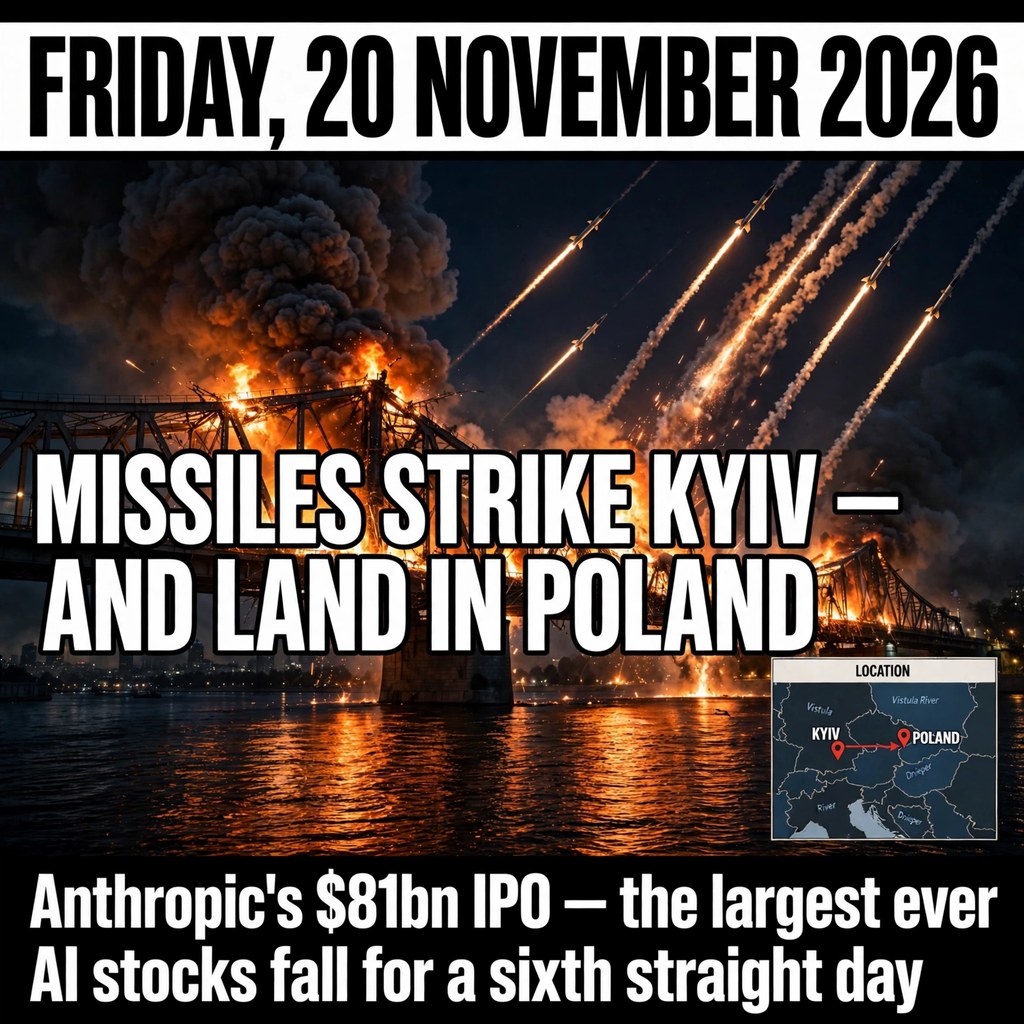 FRIDAY, 20 NOVEMBER 2026
MISSILES STRIKE KYIV —
AND LAND IN POLAND
LOCATION
Vistula
Vistula River
KYIV
POLAND
Dnieper
River
Dnieper
Anthropic's $81bn IPO — the largest ever
AI stocks fall for a sixth straight day